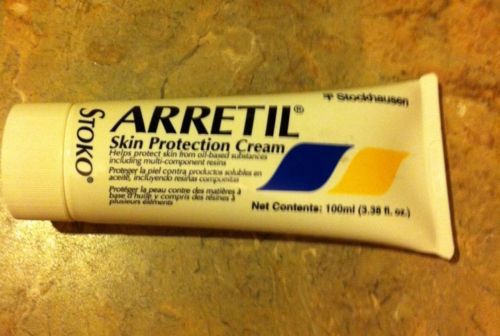 Stockhausen
STOKO®
ARRETIL®
Skin Protection Cream
Helps protect skin from oil-based substances
including multi-component resins
Proteger la piel contra productos solubles en
aceite, incluyendo resinas compuestas
Protéger la peau contre des matières à
base d'huile y compris des résines à
plusieurs éléments
Net Contents: 100ml (3.38 fl. oz.)